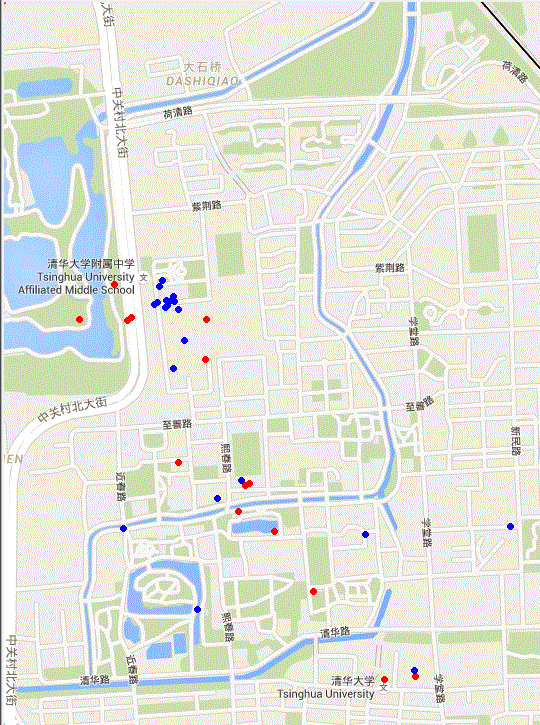 大街
大石桥
DASHIQIAO
荷清路
中关村北大街
荷清路
紫荆路
清华大学附属中学
Tsinghua University
Affiliated Middle School
文
紫荆路
学堂路
中关村北大街
至善路
至善路
新民路
熙春路
EN
近春路
学堂路
熙春路
清华路
中关村北大街
近春路
清华路
清华大学
Tsinghua University
文
学堂路